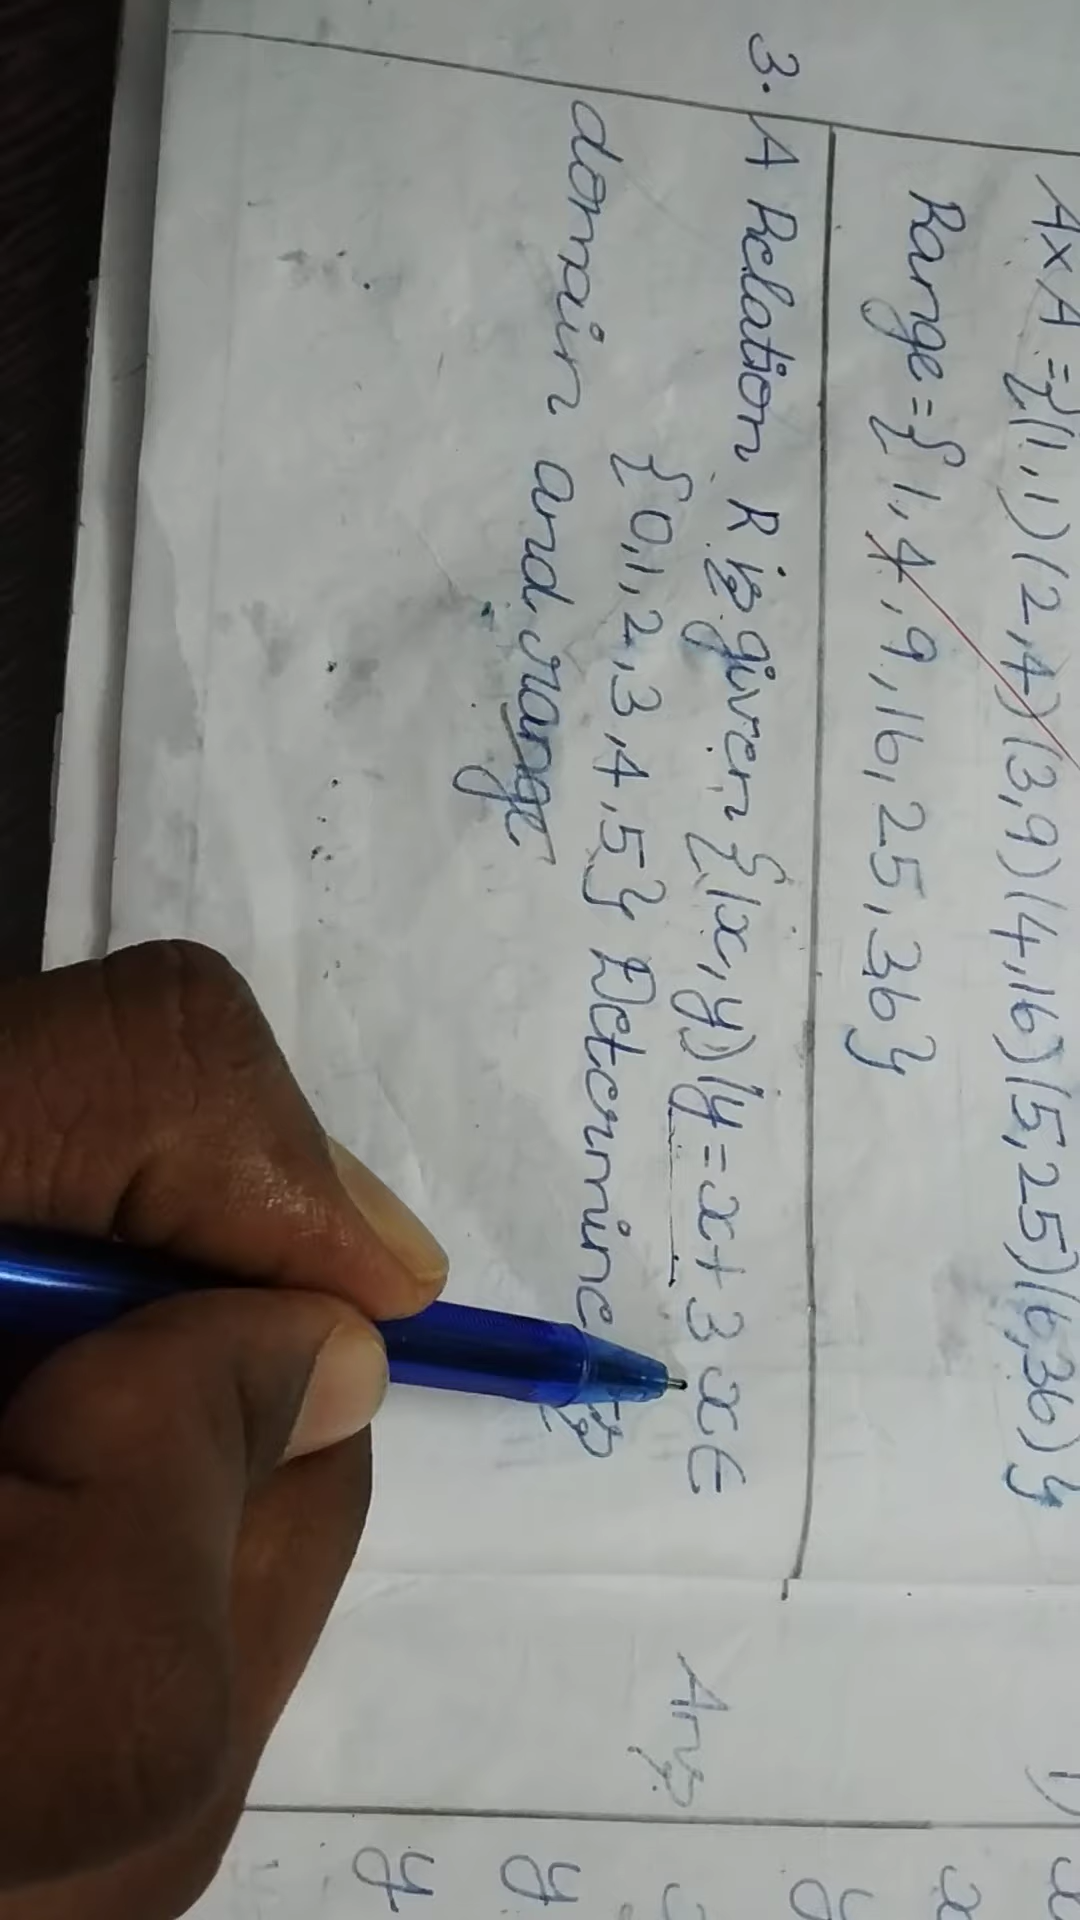 A x A = {(1,1) (2,4) (3,9) (4,16) (5,25) (6,36) }
Range = { 1, 4, 9, 16, 25, 36 }
3. A Relation R is given { (x, y) / y = x + 3 x ∈
{ 0, 1, 2, 3, 4, 5 } Determine
domain and range
Ans
y
y
y
x